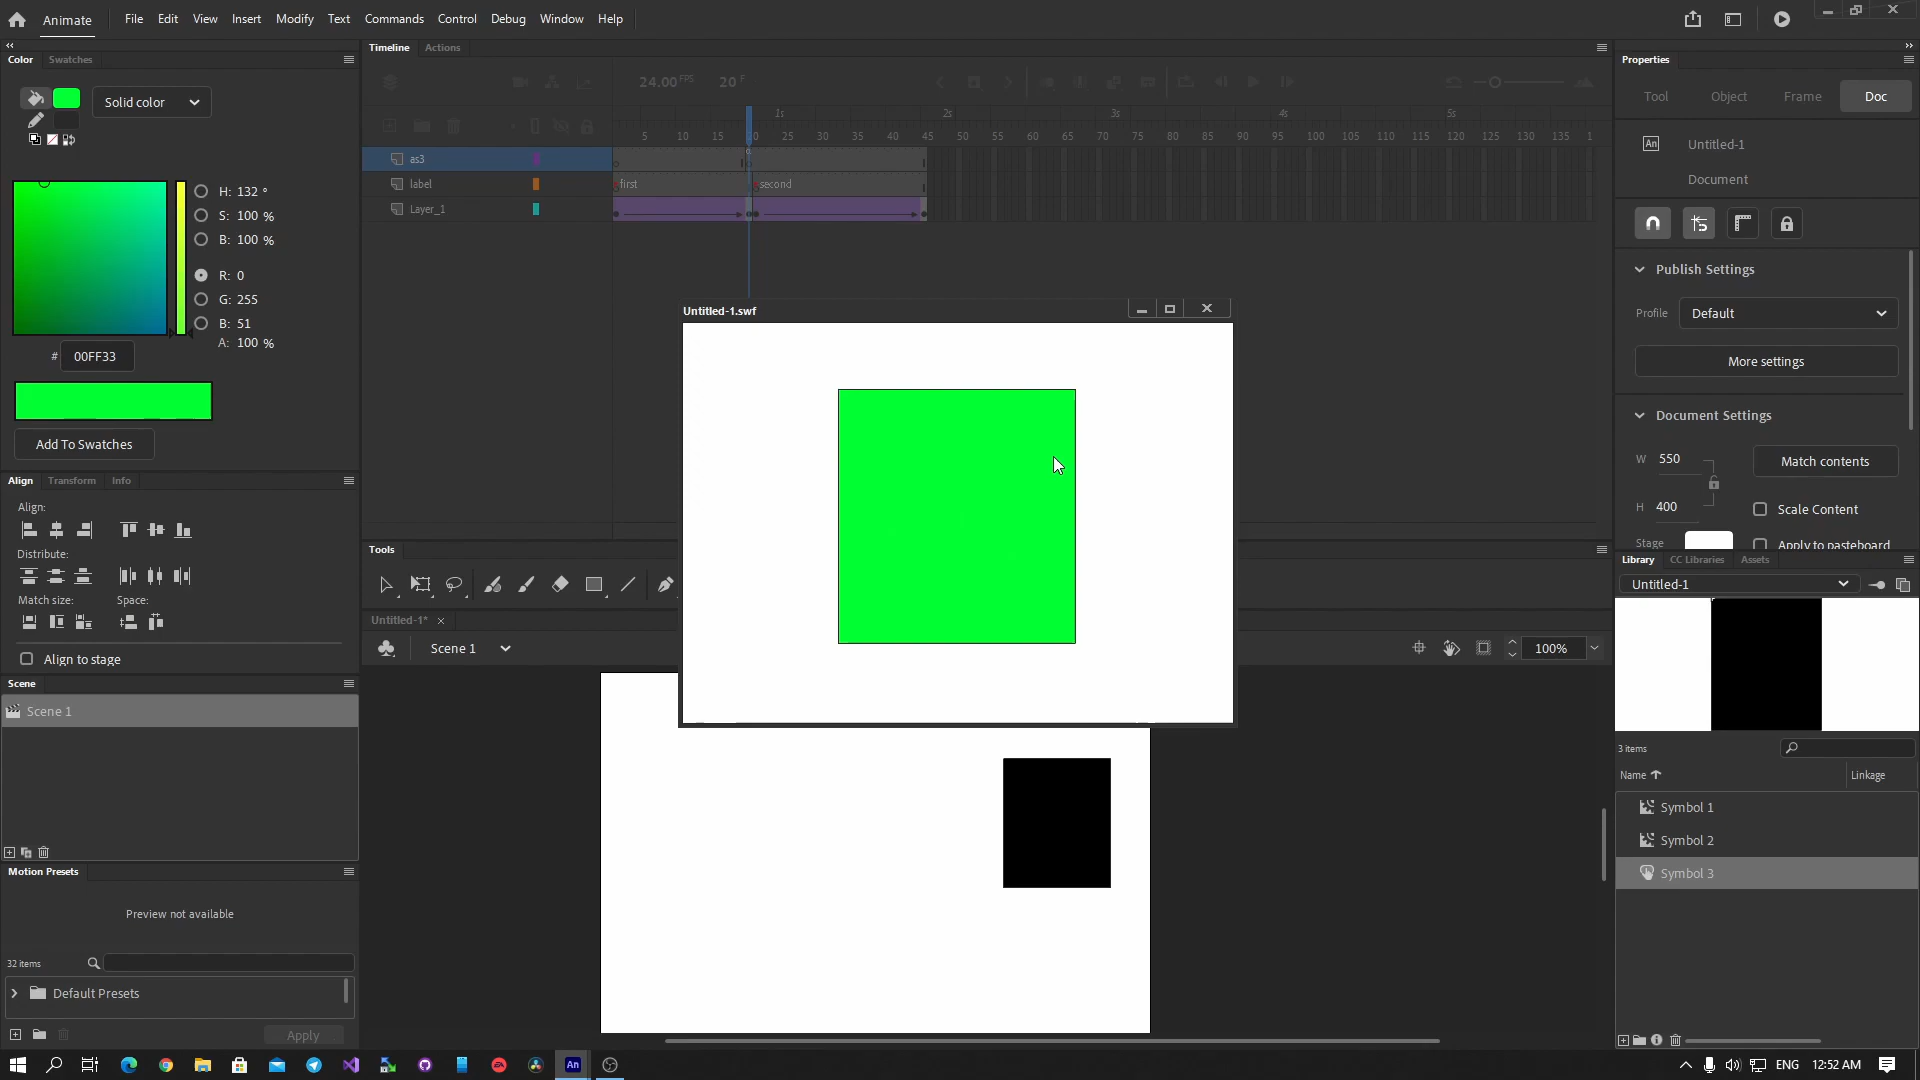 Animate File Edit View Insert Modify Text Commands Control Debug Window Help
Color Swatches
Solid color
H: 132 °
S: 100 %
B: 100 %
R: 0
G: 255
B: 51
A: 100 %
# 00FF33
Add To Swatches
Align Transform Info
Align:
Distribute:
Match size: Space:
Align to stage
Scene
Scene 1
Motion Presets
Preview not available
32 items
Default Presets
Apply
Timeline Actions
24.00 FPS 20 F
1s 2s 3s 4s 5s
5 10 15 20 25 30 35 40 45 50 55 60 65 70 75 80 85 90 95 100 105 110 115 120 125 130 135 1
as3
label first second
Layer_1
Untitled-1.swf
Tools
Untitled-1*
Scene 1 100%
Properties
Tool Object Frame Doc
An Untitled-1
Document
Publish Settings
Profile Default
More settings
Document Settings
W 550 Match contents
H 400 Scale Content
Stage Apply to pasteboard
Library CC Libraries Assets
Untitled-1
3 items
Name Linkage
Symbol 1
Symbol 2
Symbol 3
An ENG 12:52 AM